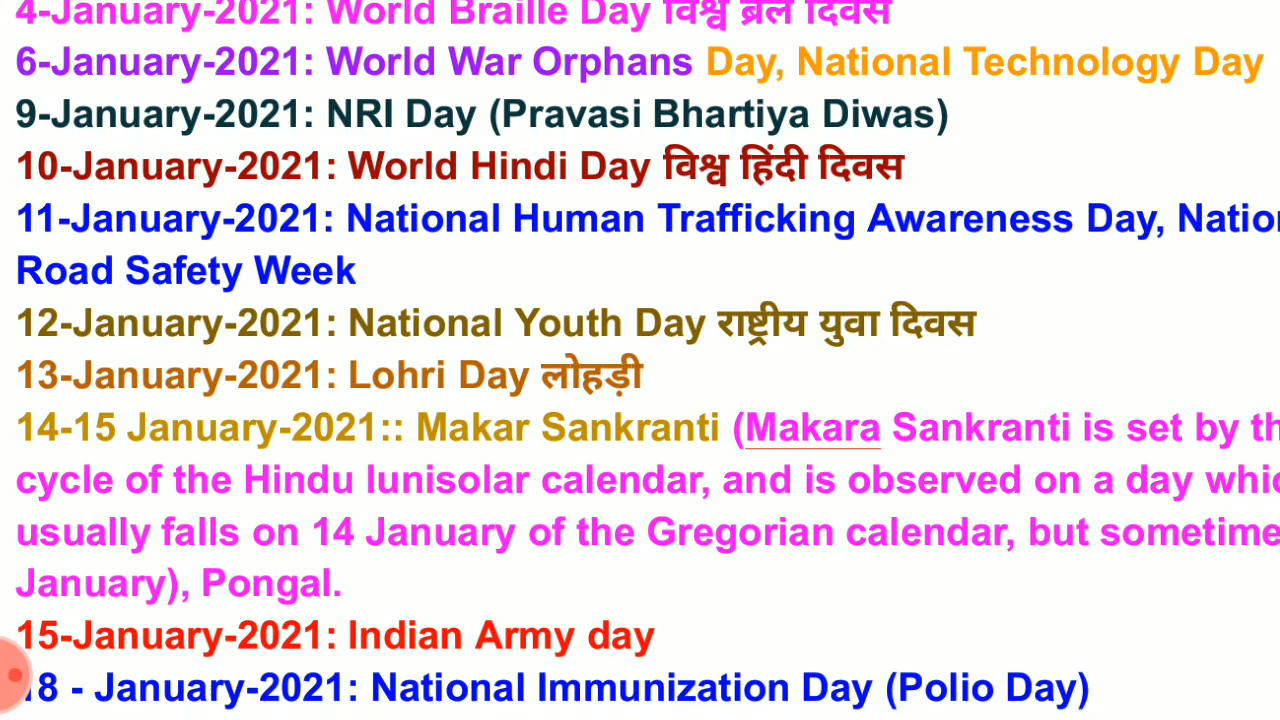 4-January-2021: World Braille Day विश्व ब्रेल दिवस
6-January-2021: World War Orphans Day, National Technology Day
9-January-2021: NRI Day (Pravasi Bhartiya Diwas)
10-January-2021: World Hindi Day विश्व हिंदी दिवस
11-January-2021: National Human Trafficking Awareness Day,
Road Safety Week
12-January-2021: National Youth Day राष्ट्रीय युवा दिवस
13-January-2021: Lohri Day लोहड़ी
14-15 January-2021:: Makar Sankranti (Makara Sankranti is set by
cycle of the Hindu lunisolar calendar, and is observed on a day
usually falls on 14 January of the Gregorian calendar, but
January), Pongal.
15-January-2021: Indian Army day
18 - January-2021: National Immunization Day (Polio Day)